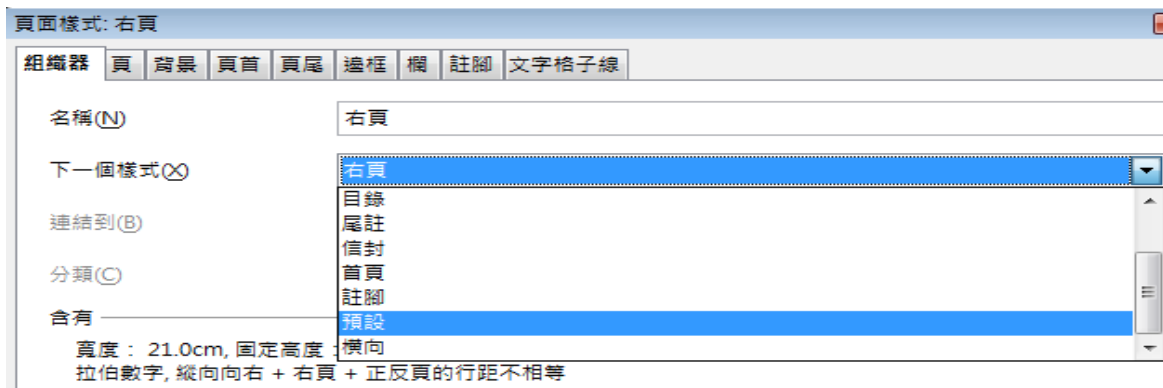 頁面樣式: 右頁
組織器 頁 背景 頁首 頁尾 邊框 欄 註腳 文字格子線
名稱(N) 右頁
下一個樣式(X) 右頁
目錄
連結到(B)
尾註
信封
分類(C)
首頁
註腳
含有
預設
寬度： 21.0cm, 固定高度：
橫向
拉伯數字, 縱向向右 + 右頁 + 正反頁的行距不相等